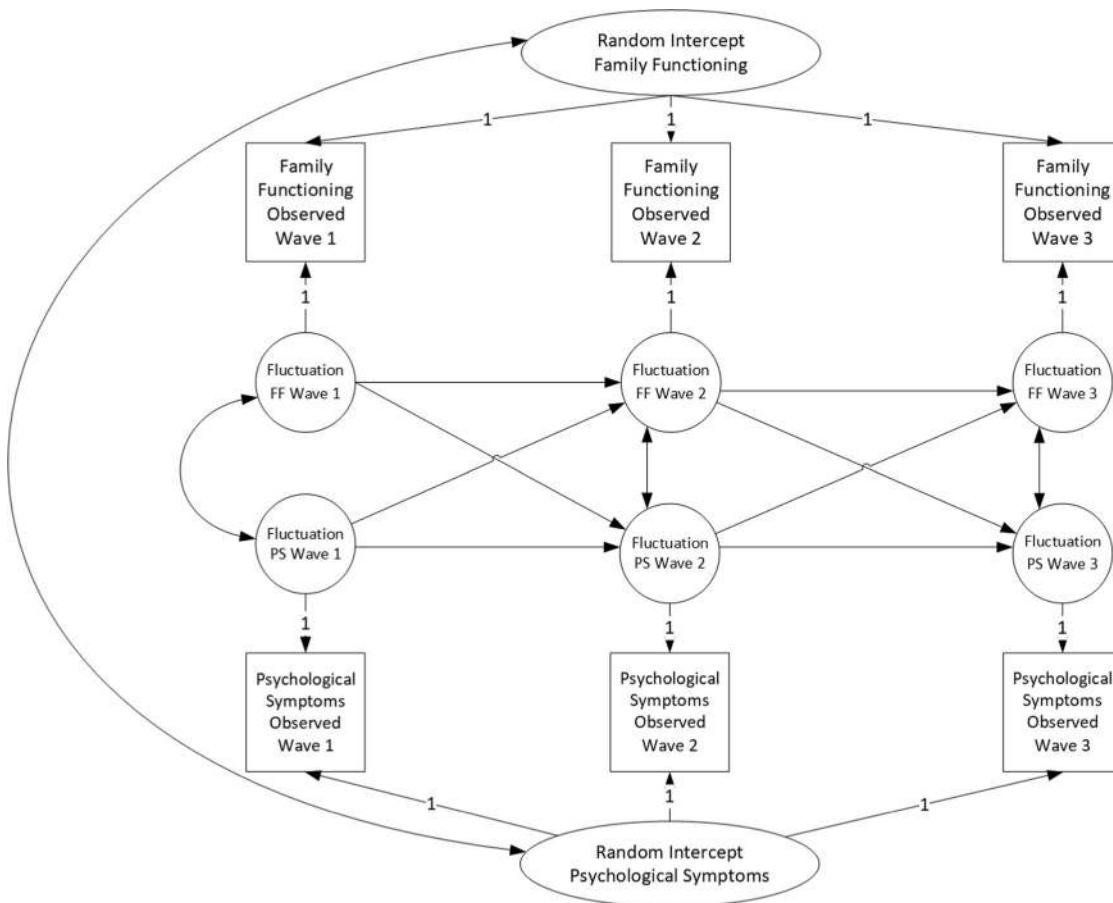 Random Intercept
Family Functioning
1
1
1
Family
Functioning
Observed
Wave 1
Family
Functioning
Observed
Wave 2
Family
Functioning
Observed
Wave 3
1
1
1
Fluctuation
FF Wave 1
Fluctuation
FF Wave 2
Fluctuation
FF Wave 3
Fluctuation
PS Wave 1
Fluctuation
PS Wave 2
Fluctuation
PS Wave 3
1
1
1
Psychological
Symptoms
Observed
Wave 1
Psychological
Symptoms
Observed
Wave 2
Psychological
Symptoms
Observed
Wave 3
1
1
1
Random Intercept
Psychological Symptoms